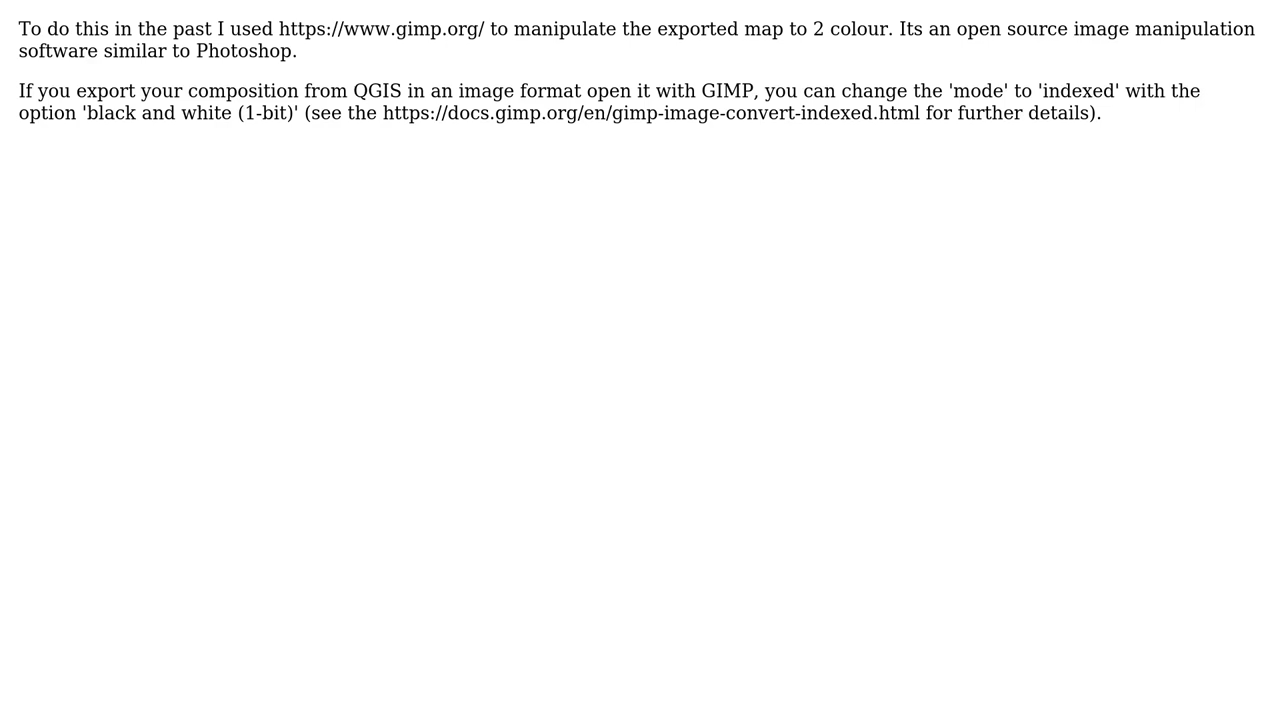 To do this in the past I used https://www.gimp.org/ to manipulate the exported map to 2 colour. Its an open source image manipulation
software similar to Photoshop.
If you export your composition from QGIS in an image format open it with GIMP, you can change the 'mode' to 'indexed' with the
option 'black and white (1-bit)' (see the https://docs.gimp.org/en/gimp-image-convert-indexed.html for further details).